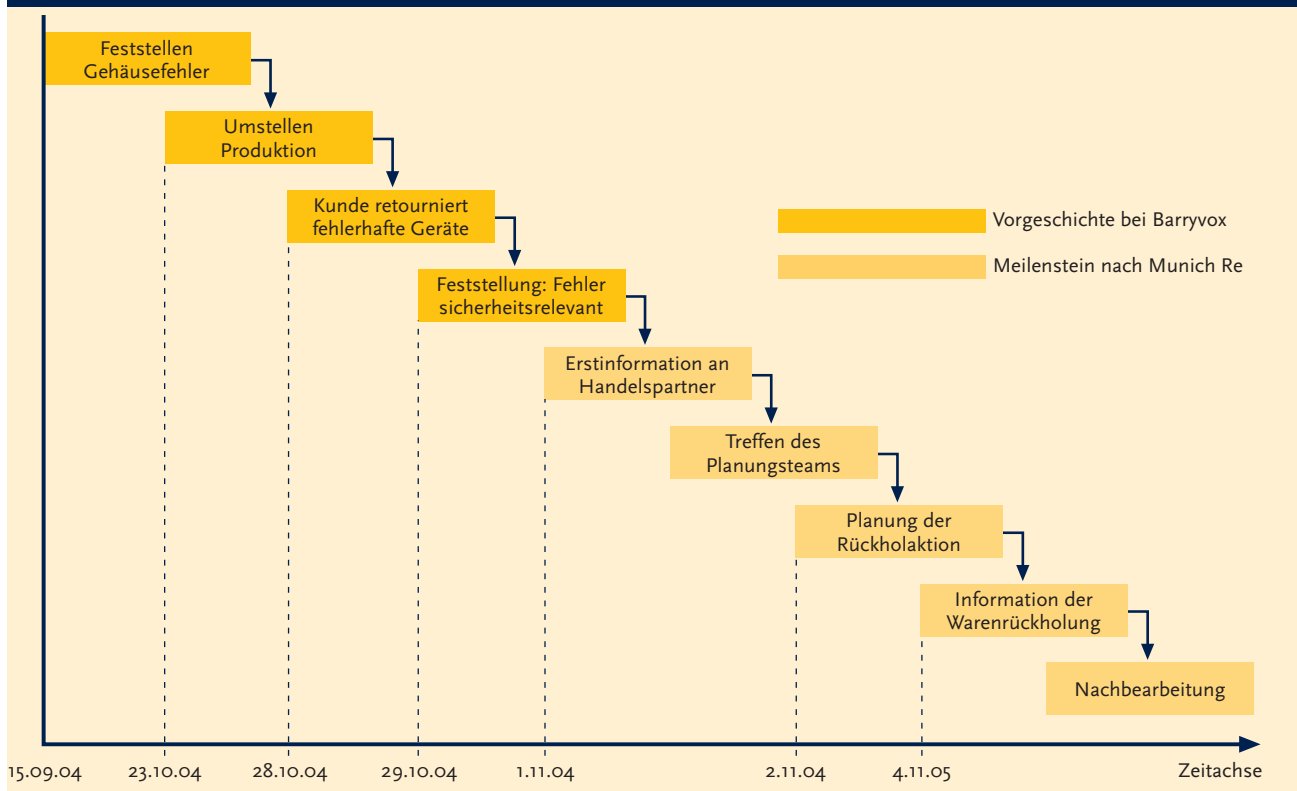 Feststellen
Gehäusefehler
Umstellen
Produktion
Kunde retourniert
fehlerhafte Geräte
Vorgeschichte bei Barryvox
Meilenstein nach Munich Re
Feststellung: Fehler
sicherheitsrelevant
Erstinformation an
Handelspartner
Treffen des
Planungsteams
Planung der
Rückholaktion
Information der
Warenrückholung
Nachbearbeitung
15.09.04 23.10.04 28.10.04 29.10.04 1.11.04 2.11.04 4.11.05 Zeitachse